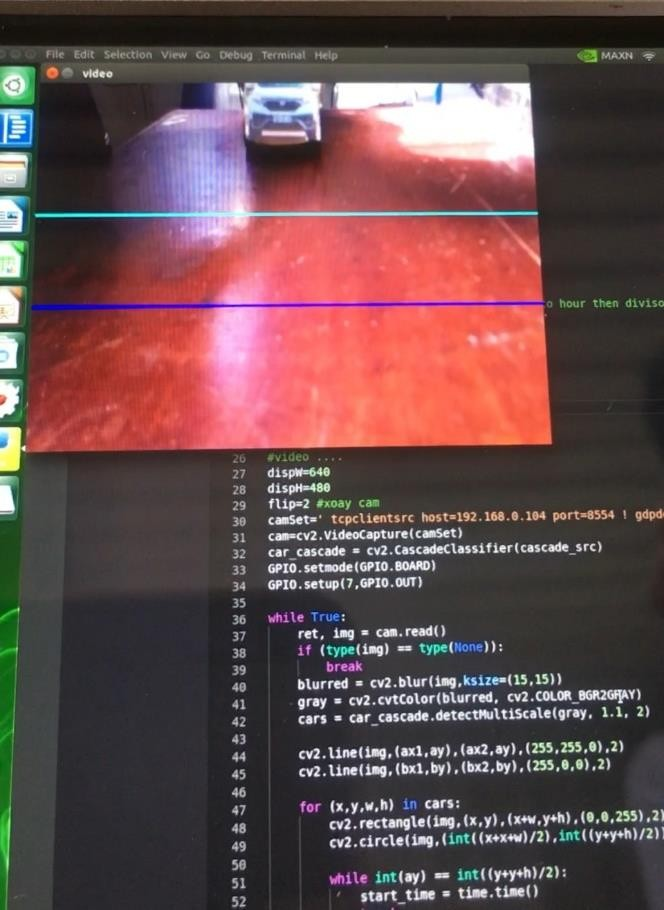 File Edit Selection View Go Debug Terminal Help
MAXN
video
o hour then diviso
26 #video ....
27 dispW=640
28 dispH=480
29 flip=2 #xoay cam
30 camSet=' tcpclientsrc host=192.168.0.104 port=8554 ! gdpde
31 cam=cv2.VideoCapture(camSet)
32 car_cascade = cv2.CascadeClassifier(cascade_src)
33 GPIO.setmode(GPIO.BOARD)
34 GPIO.setup(7,GPIO.OUT)
35
36 while True:
37 ret, img = cam.read()
38 if (type(img) == type(None)):
39 break
40 blurred = cv2.blur(img,ksize=(15,15))
41 gray = cv2.cvtColor(blurred, cv2.COLOR_BGR2GRAY)
42 cars = car_cascade.detectMultiScale(gray, 1.1, 2)
43
44 cv2.line(img,(ax1,ay),(ax2,ay),(255,255,0),2)
45 cv2.line(img,(bx1,by),(bx2,by),(255,0,0),2)
46
47 for (x,y,w,h) in cars:
48 cv2.rectangle(img,(x,y),(x+w,y+h),(0,0,255),2)
49 cv2.circle(img,(int((x+x+w)/2),int((y+y+h)/2))
50
51 while int(ay) == int((y+y+h)/2):
52 start_time = time.time()